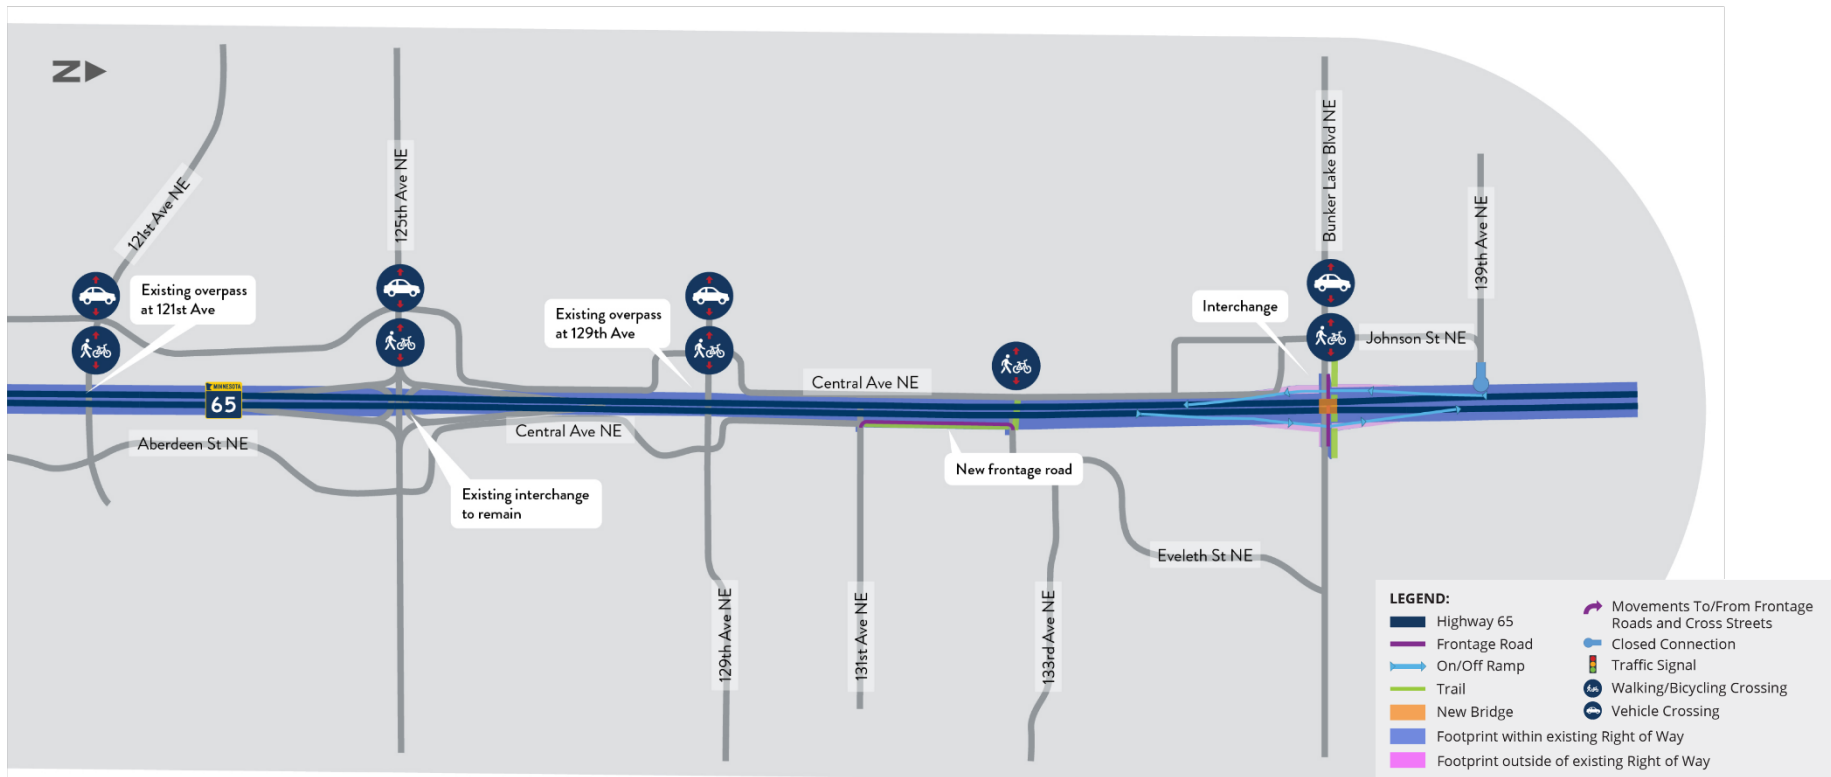 N
121st Ave NE
125th Ave NE
Bunker Lake Blvd NE
139th Ave NE
Existing overpass
at 121st Ave
Existing overpass
at 129th Ave
Interchange
Johnson St NE
MINNESOTA
65
Central Ave NE
Central Ave NE
Aberdeen St NE
New frontage road
Existing interchange
to remain
Eveleth St NE
129th Ave NE
131st Ave NE
133rd Ave NE
LEGEND:
Highway 65
Frontage Road
On/Off Ramp
Trail
New Bridge
Footprint within existing Right of Way
Footprint outside of existing Right of Way
Movements To/From Frontage
Roads and Cross Streets
Closed Connection
Traffic Signal
Walking/Bicycling Crossing
Vehicle Crossing